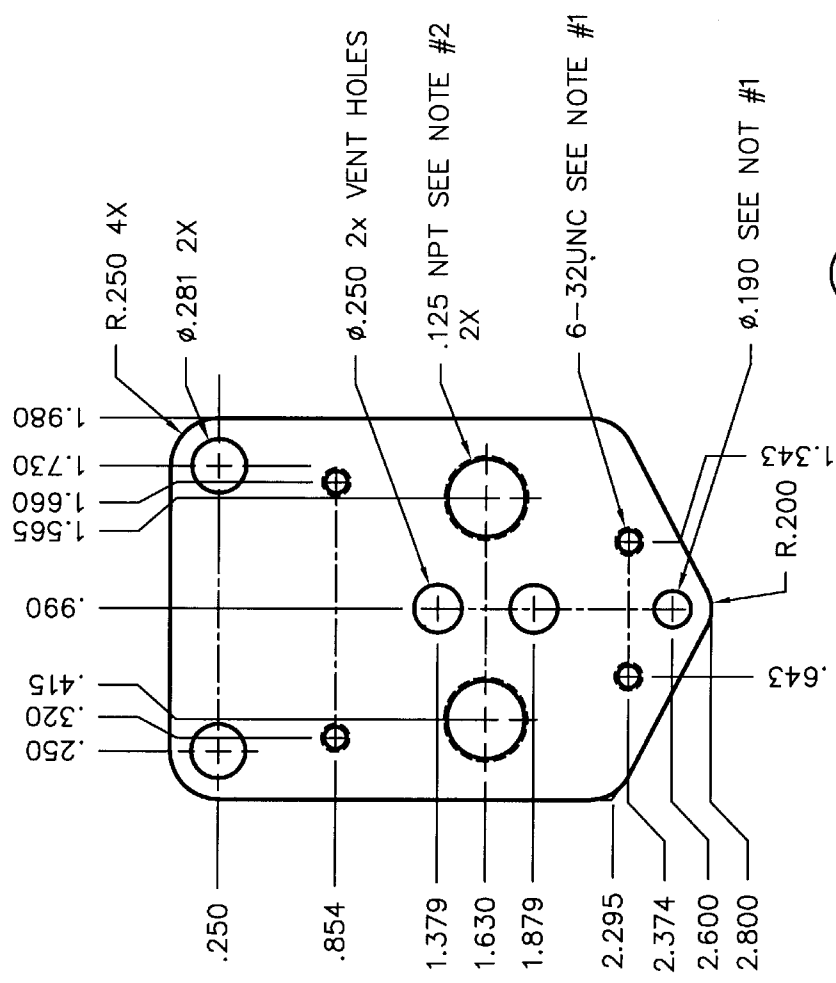 R.250 4X
ø.281 2X
ø.250 2x VENT HOLES
.125 NPT SEE NOTE #2
2X
6-32UNC SEE NOTE #1
ø.190 SEE NOT #1
1.980
1.730
1.660
1.565
.990
.415
.320
.250
.250
.854
1.379
1.630
1.879
2.295
2.374
2.600
2.800
1.343
R.200
.643